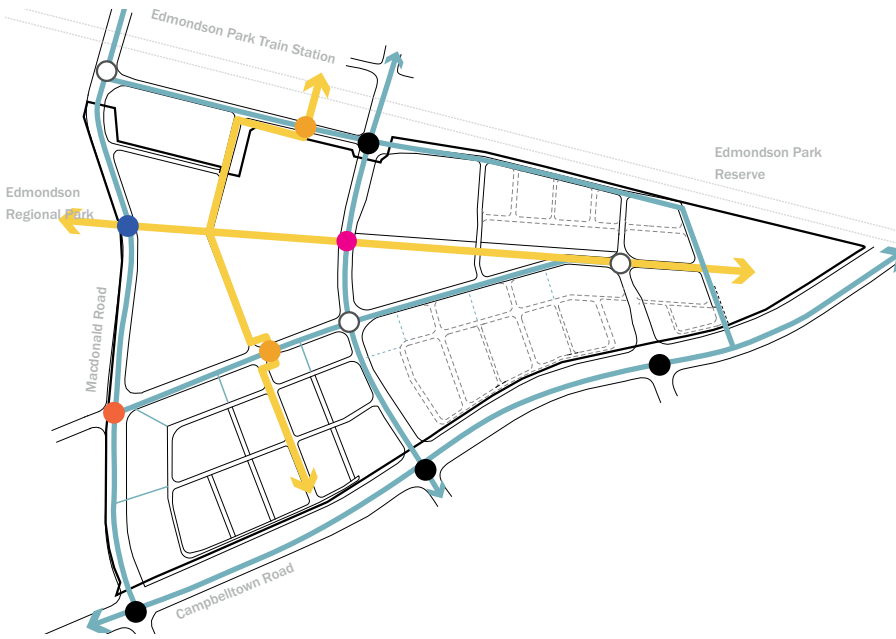 Edmondson Park Train Station
Edmondson Park
Reserve
Edmondson
Regional Park
Macdonald Road
Campbelltown Road